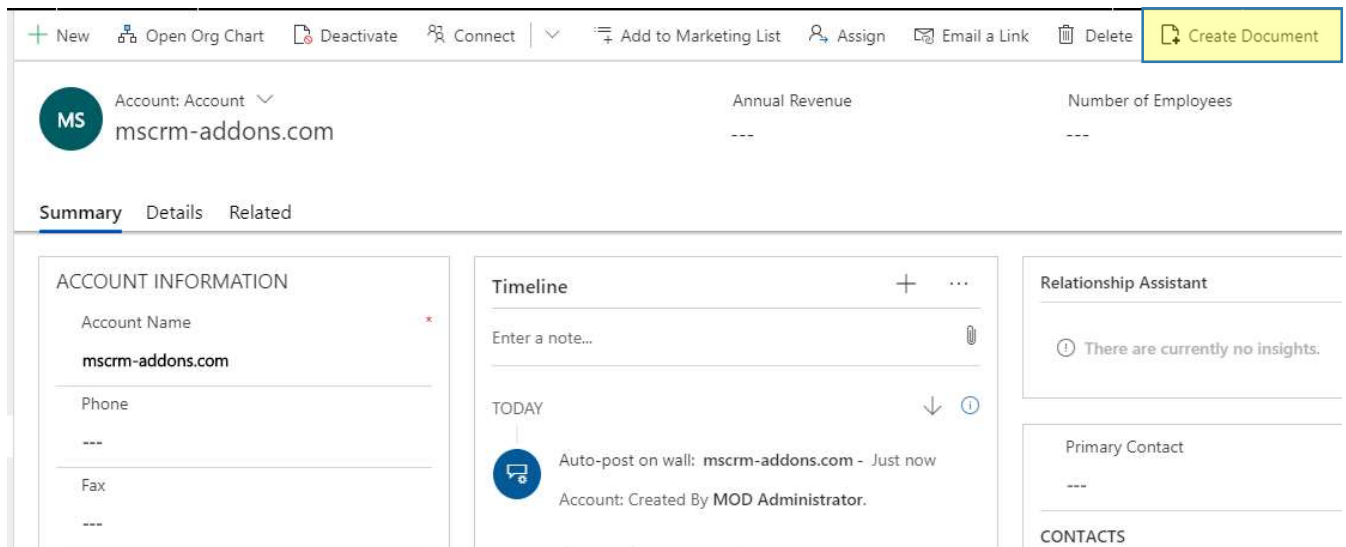 New Open Org Chart Deactivate Connect Add to Marketing List Assign Email a Link Delete Create Document
MS
Account: Account
mscrm-addons.com
Annual Revenue
---
Number of Employees
---
Summary Details Related
ACCOUNT INFORMATION
Account Name *
mscrm-addons.com
Phone
---
Fax
---
Timeline
Enter a note...
TODAY
Auto-post on wall: mscrm-addons.com - Just now
Account: Created By MOD Administrator.
Relationship Assistant
There are currently no insights.
Primary Contact
---
CONTACTS